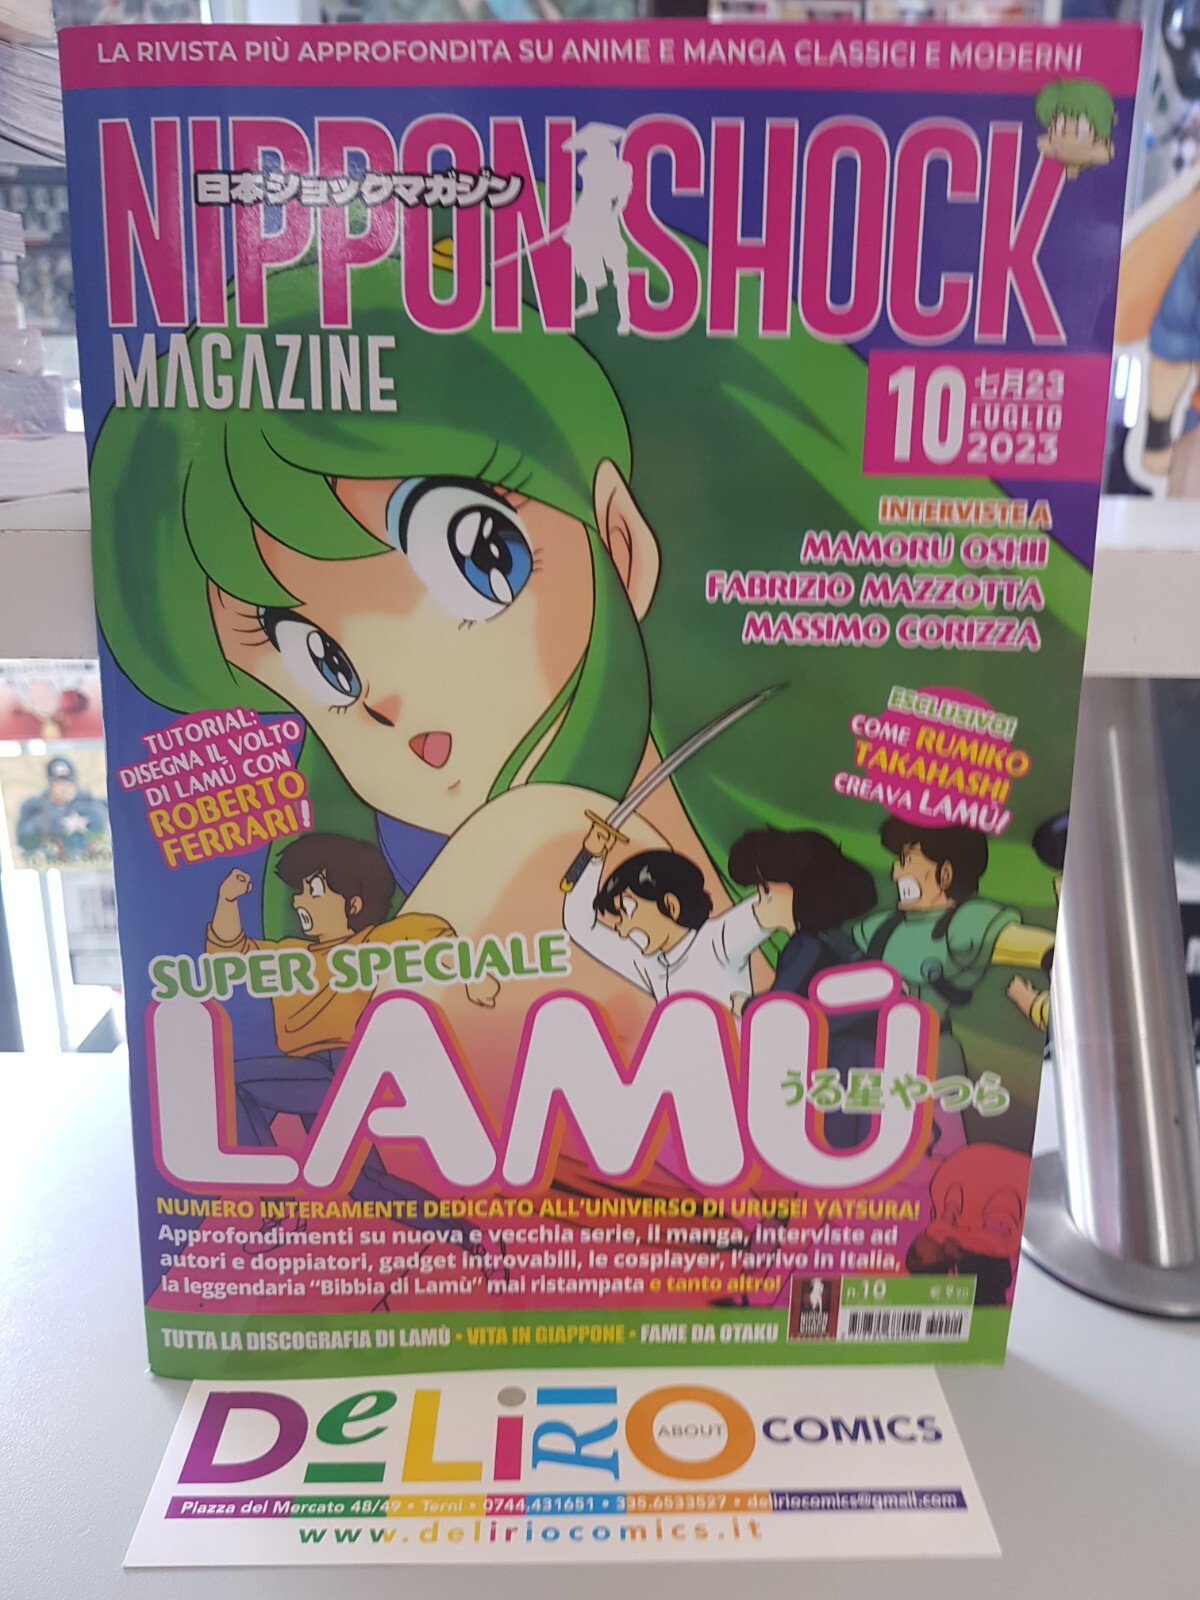 LA RIVISTA PIÙ APPROFONDITA SU ANIME E MANGA CLASSICI E MODERNI
NIPPON SHOCK
日本ショックマガジン
MAGAZINE
10
七月23
LUGLIO
2023
INTERVISTE A
MAMORU OSHII
FABRIZIO MAZZOTTA
MASSIMO CORIZZA
TUTORIAL:
DISEGNA IL VOLTO
DI LAMÙ CON
ROBERTO
FERRARI!
ESCLUSIVO!
COME RUMIKO
TAKAHASHI
CREAVA LAMÙ!
SUPER SPECIALE
LAMÙ
うる星やつら
NUMERO INTERAMENTE DEDICATO ALL'UNIVERSO DI URUSEI YATSURA!
Approfondimenti su nuova e vecchia serie, il manga, interviste ad
autori e doppiatori, gadget introvabili, le cosplayer, l'arrivo in Italia,
la leggendaria "Bibbia di Lamù" mai ristampata e tanto altro!
n.10
TUTTA LA DISCOGRAFIA DI LAMÙ • VITA IN GIAPPONE • FAME DA OTAKU
NIPPON SHOCK
DeLiRIO ABOUT COMICS
Piazza del Mercato 48/49 • Terni • 0744.431651 • 335.6533527 • deliriocomics@gmail.com
www.deliriocomics.it